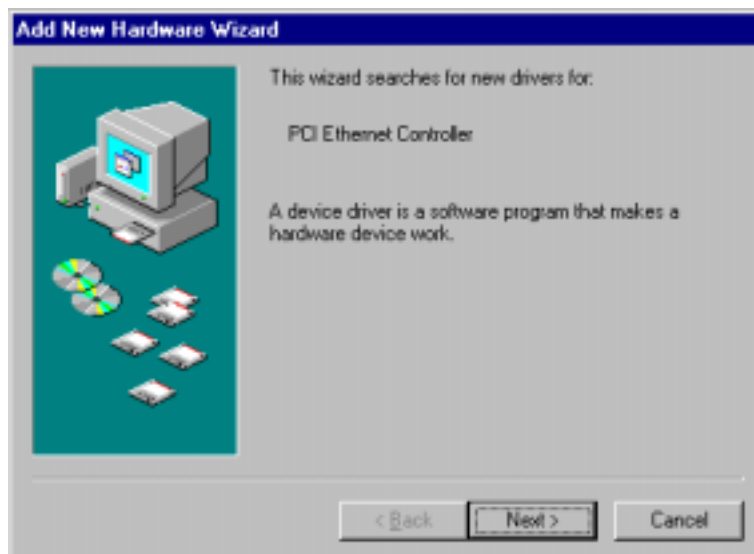 Add New Hardware Wizard
This wizard searches for new drivers for:
PCI Ethernet Controller
A device driver is a software program that makes a
hardware device work.
< Back
Next >
Cancel